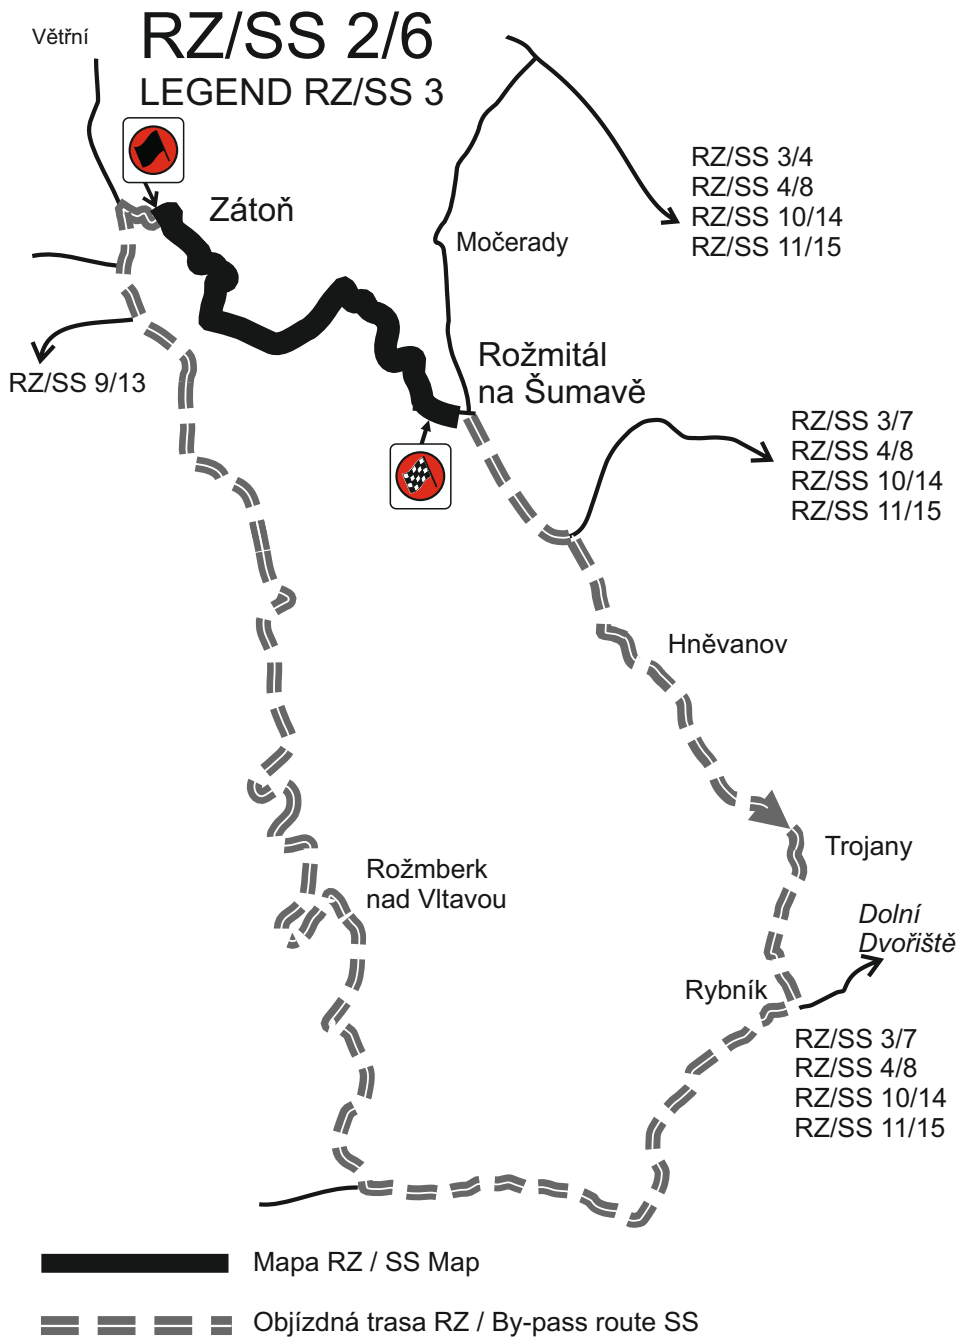 Větřní
RZ/SS 2/6
LEGEND RZ/SS 3
RZ/SS 3/4
RZ/SS 4/8
RZ/SS 10/14
RZ/SS 11/15
Zátoň
Močerady
Rožmitál
na Šumavě
RZ/SS 9/13
RZ/SS 3/7
RZ/SS 4/8
RZ/SS 10/14
RZ/SS 11/15
Hněvanov
Trojany
Rožmberk
nad Vltavou
Dolní
Dvořiště
Rybník
RZ/SS 3/7
RZ/SS 4/8
RZ/SS 10/14
RZ/SS 11/15
Mapa RZ / SS Map
Objízdná trasa RZ / By-pass route SS